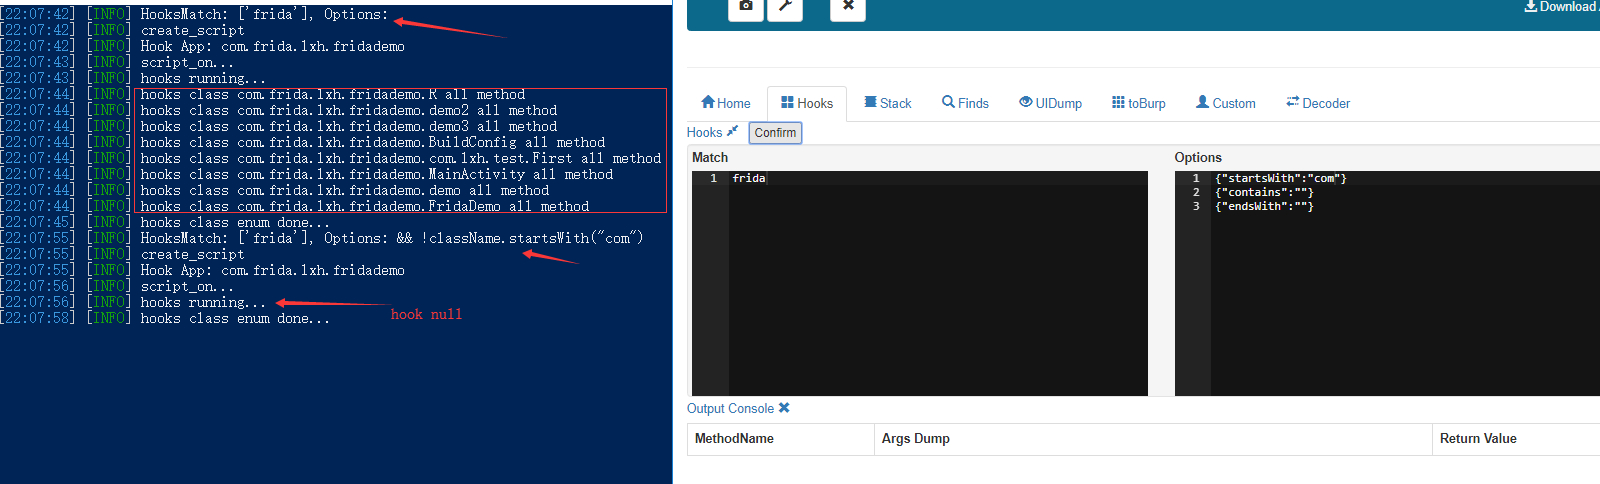 [22:07:42] [INFO] HooksMatch: ['frida'], Options:
[22:07:42] [INFO] create_script
[22:07:42] [INFO] Hook App: com.frida.lxh.fridademo
[22:07:43] [INFO] script_on...
[22:07:43] [INFO] hooks running...
[22:07:44] [INFO] hooks class com.frida.lxh.fridademo.R all method
[22:07:44] [INFO] hooks class com.frida.lxh.fridademo.demo2 all method
[22:07:44] [INFO] hooks class com.frida.lxh.fridademo.demo3 all method
[22:07:44] [INFO] hooks class com.frida.lxh.fridademo.BuildConfig all method
[22:07:44] [INFO] hooks class com.frida.lxh.fridademo.com.lxh.test.First all method
[22:07:44] [INFO] hooks class com.frida.lxh.fridademo.MainActivity all method
[22:07:44] [INFO] hooks class com.frida.lxh.fridademo.demo all method
[22:07:44] [INFO] hooks class com.frida.lxh.fridademo.FridaDemo all method
[22:07:45] [INFO] hooks class enum done...
[22:07:55] [INFO] HooksMatch: ['frida'], Options: && !className.startsWith("com")
[22:07:55] [INFO] create_script
[22:07:55] [INFO] Hook App: com.frida.lxh.fridademo
[22:07:56] [INFO] script_on...
[22:07:56] [INFO] hooks running...
hook null
[22:07:58] [INFO] hooks class enum done...
Download
Home Hooks Stack Finds UIDump toBurp Custom Decoder
Hooks Confirm
Match
1 frida
Options
1 {"startsWith":"com"}
2 {"contains":""}
3 {"endsWith":""}
Output Console
MethodName Args Dump Return Value